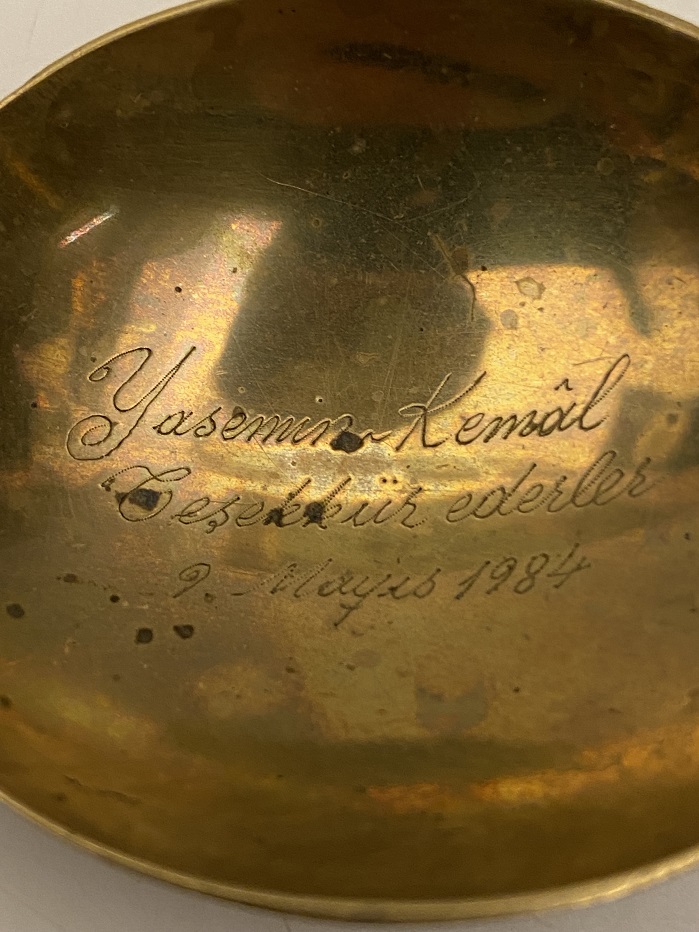 Yasemin - Kemâl
Teşekkür ederler
9. Mayıs 1984